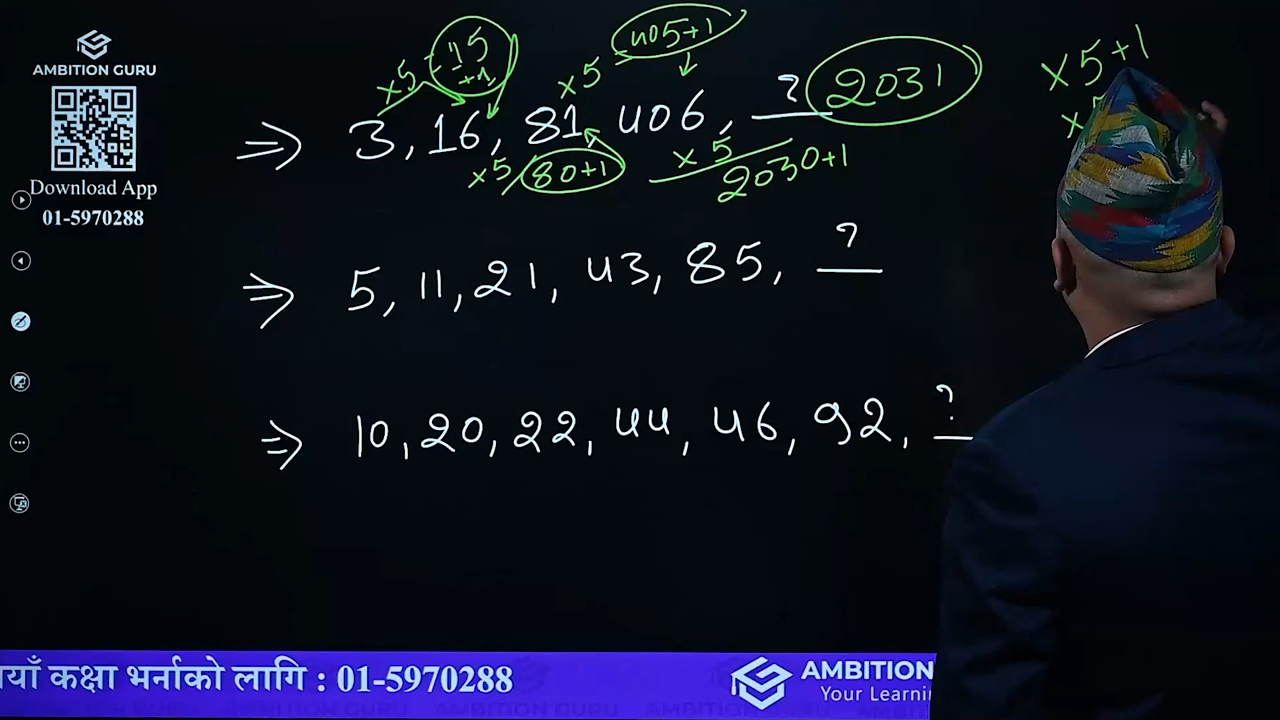 AMBITION GURU
Download App
01-5970288
×5 =15 +1 ×5 =405+1 ×5+1
⇒ 3, 16, 81 406, ? 2031
×5 80+1 ×5 2030+1
⇒ 5, 11, 21, 43, 85, ?
⇒ 10, 20, 22, 44, 46, 92, ?
याँ कक्षा भर्नाको लागि : 01-5970288
AMBITION
Your